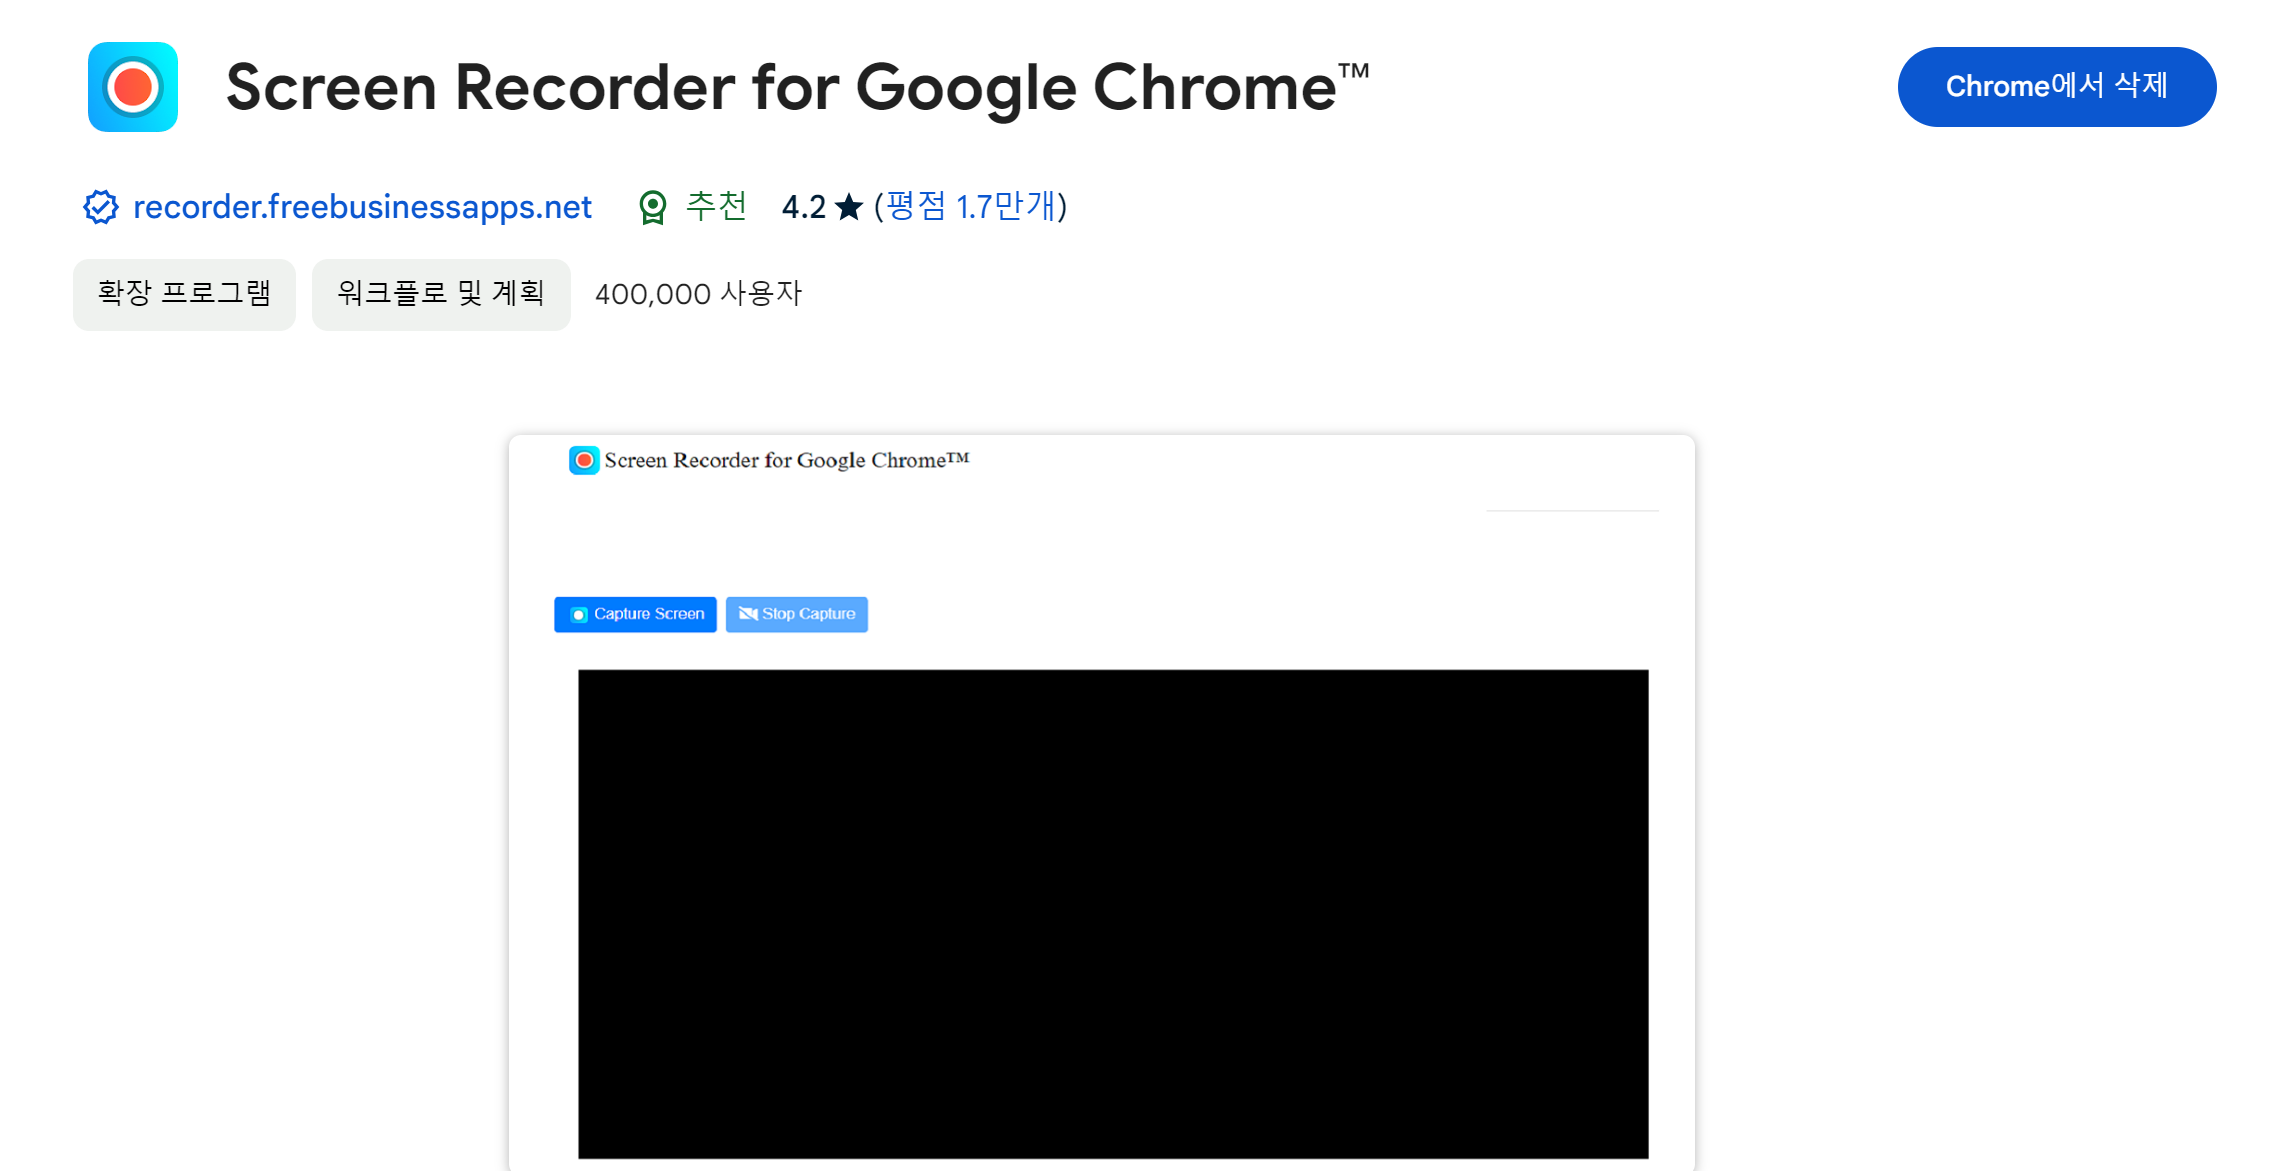 Screen Recorder for Google Chrome™
Chrome에서 삭제
recorder.freebusinessapps.net 추천 4.2★ (평점 1.7만개)
확장 프로그램 워크플로 및 계획 400,000 사용자
Screen Recorder for Google Chrome™
Capture Screen Stop Capture